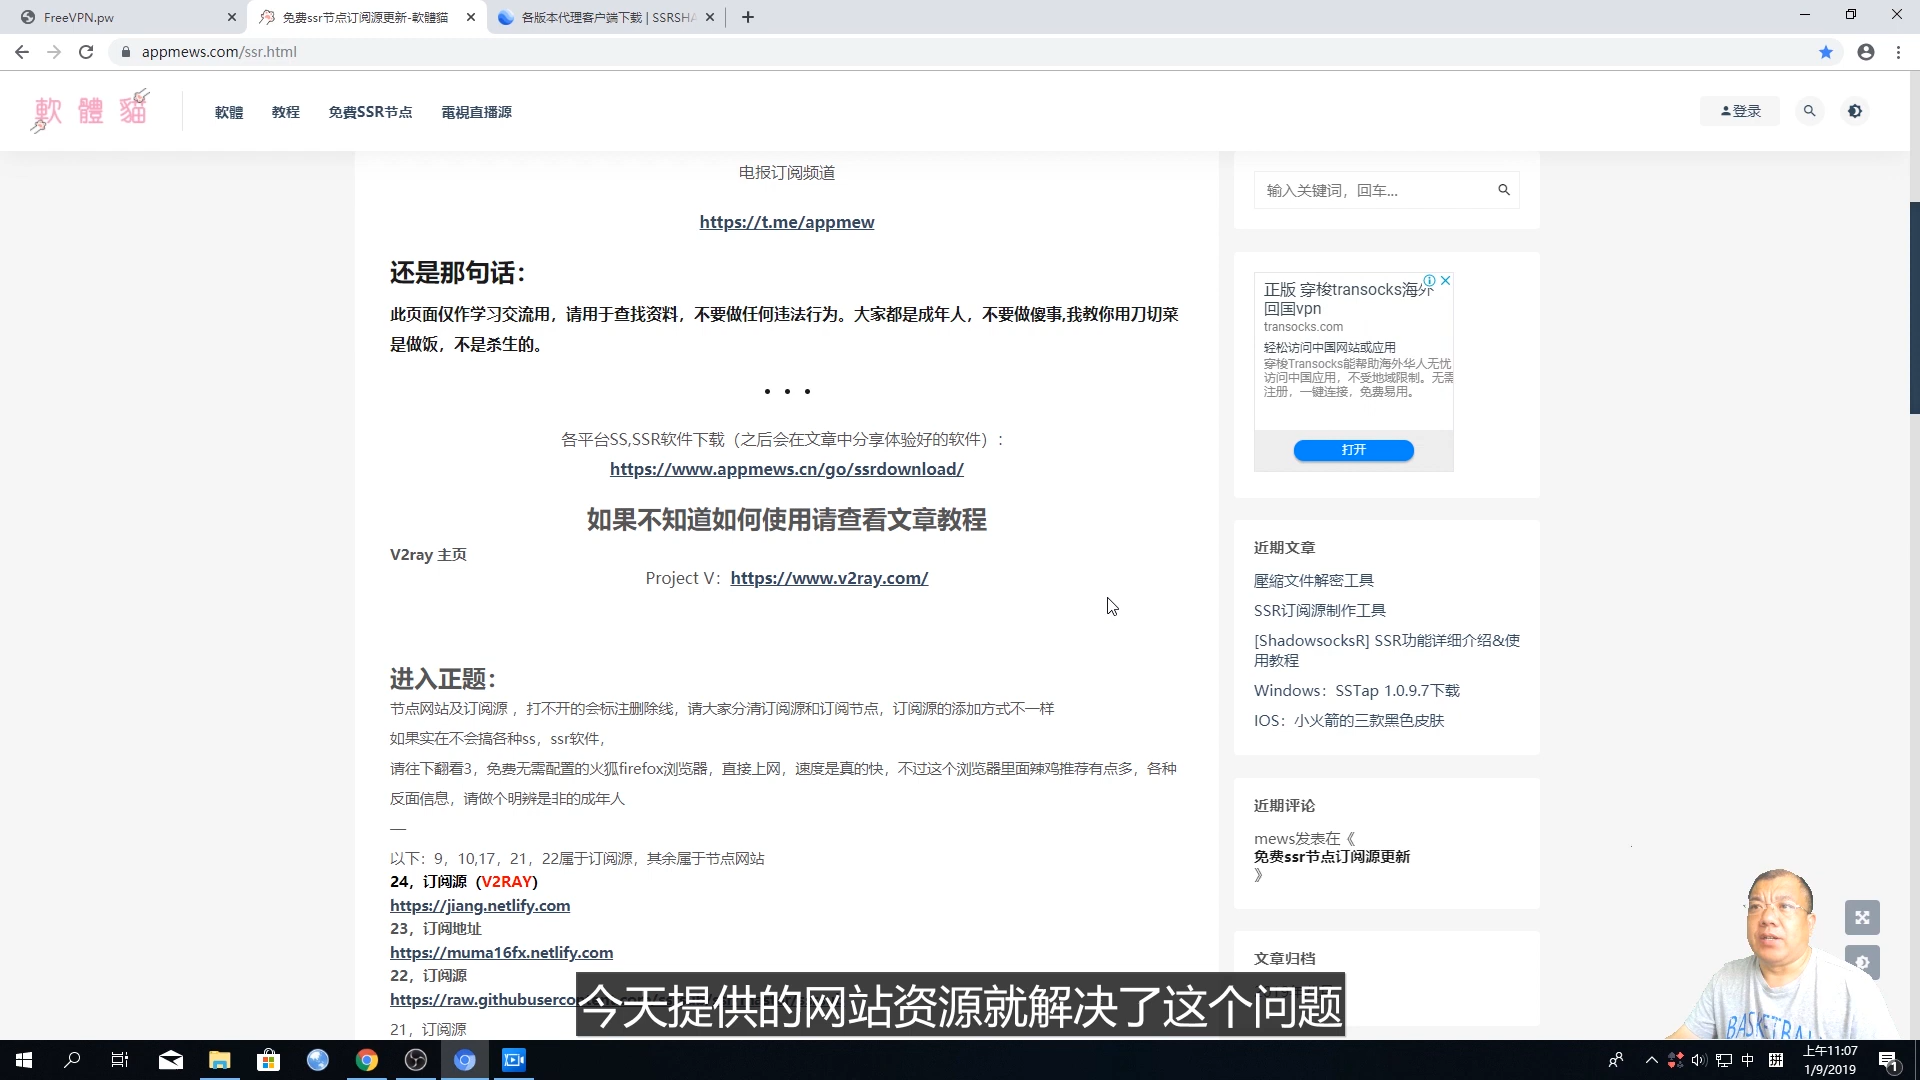 FreeVPN.pw
免费ssr节点订阅源更新-軟體貓
各版本代理客户端下载 | SSRSHA
appmews.com/ssr.html
軟 體 貓
軟體
教程
免費SSR节点
電視直播源
登录
电报订阅频道
https://t.me/appmew
还是那句话：
此页面仅作学习交流用，请用于查找资料，不要做任何违法行为。大家都是成年人，不要做傻事,我教你用刀切菜
是做饭，不是杀生的。
• • •
各平台SS,SSR软件下载（之后会在文章中分享体验好的软件）：
https://www.appmews.cn/go/ssrdownload/
如果不知道如何使用请查看文章教程
V2ray 主页
Project V：https://www.v2ray.com/
进入正题：
节点网站及订阅源 ，打不开的会标注删除线，请大家分清订阅源和订阅节点，订阅源的添加方式不一样
如果实在不会搞各种ss，ssr软件，
请往下翻看3，免费无需配置的火狐firefox浏览器，直接上网，速度是真的快，不过这个浏览器里面辣鸡推荐有点多，各种
反面信息，请做个明辨是非的成年人
—
以下：9，10,17，21，22属于订阅源，其余属于节点网站
24，订阅源（V2RAY）
https://jiang.netlify.com
23，订阅地址
https://muma16fx.netlify.com
22，订阅源
https://raw.githubuserco
21，订阅源
输入关键词，回车...
正版 穿梭transocks海外
回国vpn
transocks.com
轻松访问中国网站或应用
穿梭Transocks能帮助海外华人无忧
访问中国应用，不受地域限制。无需
注册，一键连接，免费易用。
打开
近期文章
壓缩文件解密工具
SSR订阅源制作工具
[ShadowsocksR] SSR功能详细介绍&使
用教程
Windows：SSTap 1.0.9.7下载
IOS：小火箭的三款黑色皮肤
近期评论
mews发表在《
免费ssr节点订阅源更新
》
文章归档
今天提供的网站资源就解决了这个问题
BASKETBAL
中
拼
上午11:07
1/9/2019
1